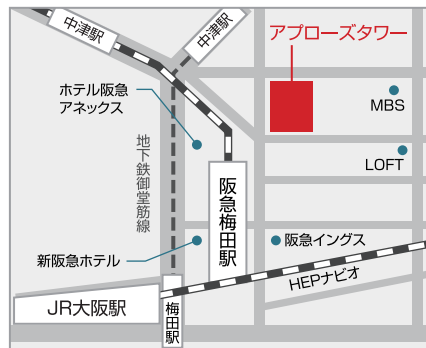 中津駅
中津駅
アプローズタワー
ホテル阪急
アネックス
MBS
地下鉄御堂筋線
LOFT
阪急梅田駅
阪急イングス
新阪急ホテル
HEPナビオ
JR大阪駅
梅田駅